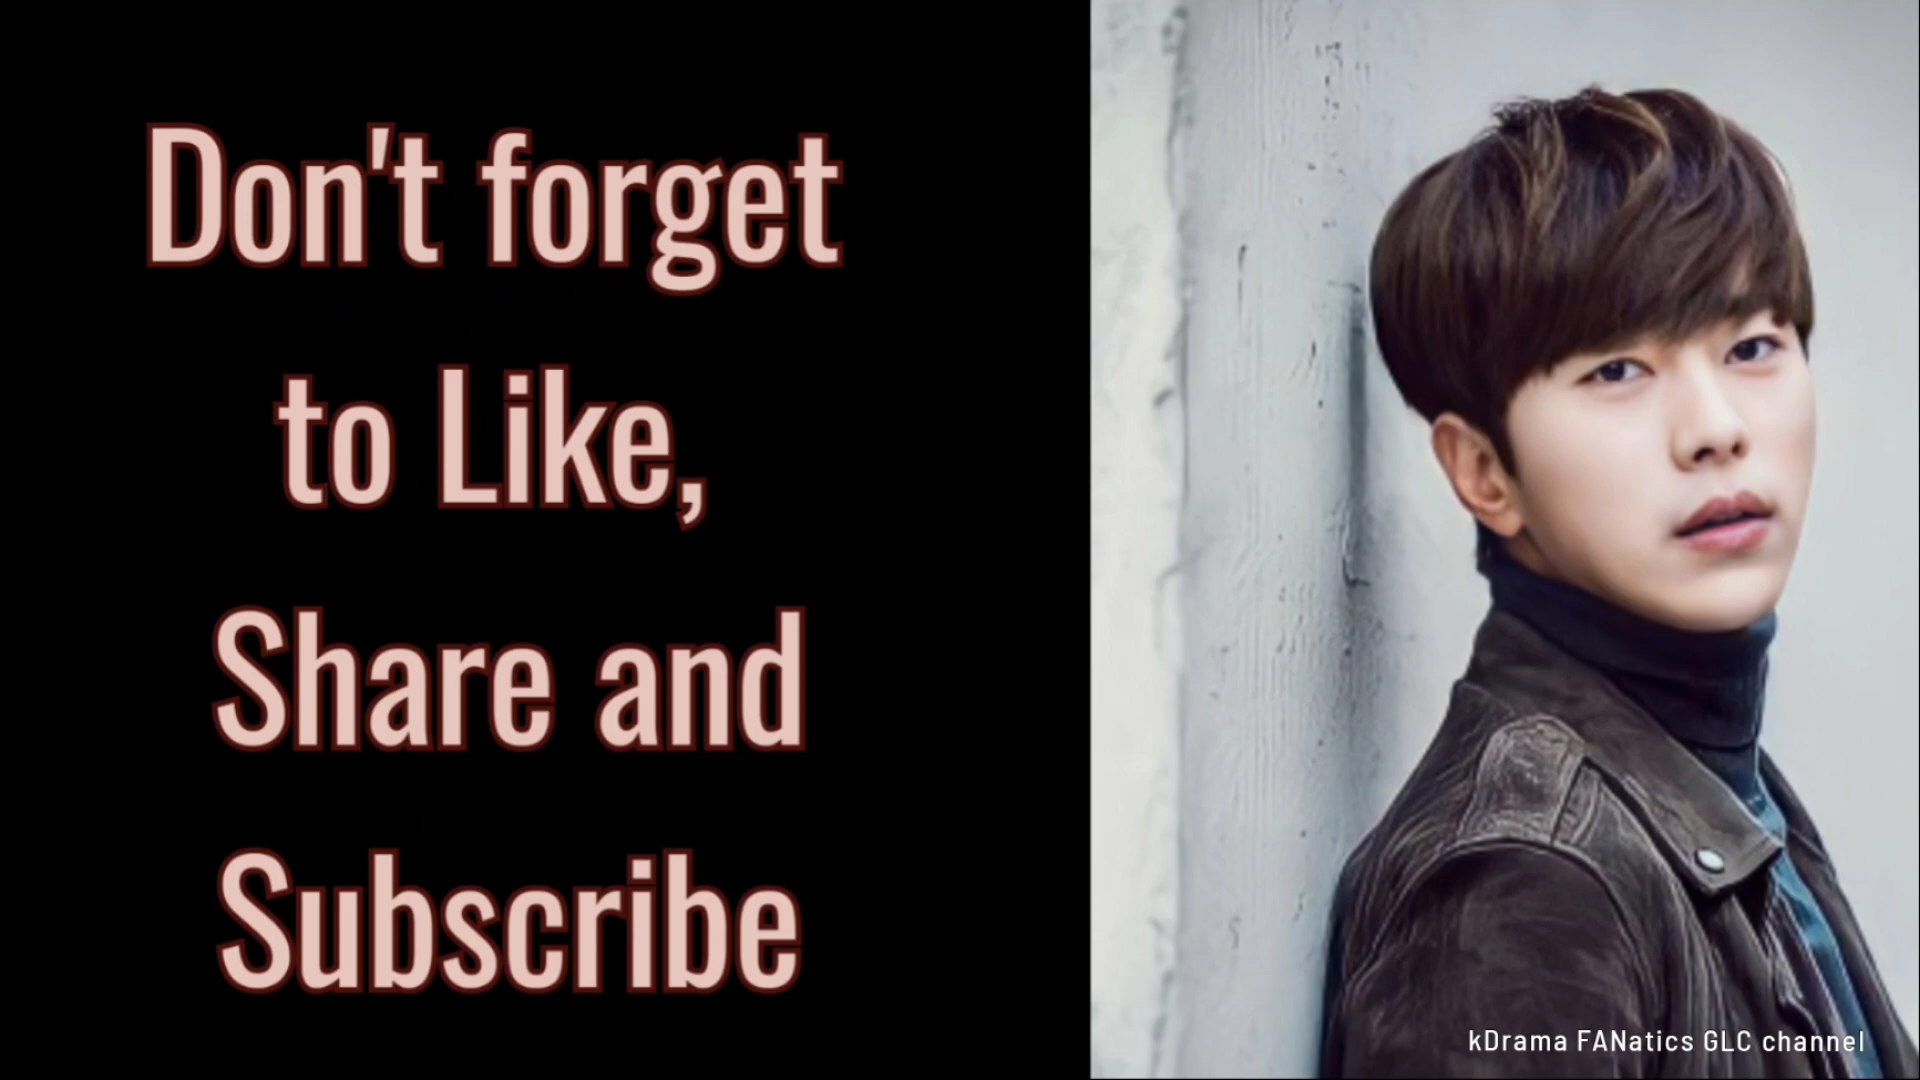 Don't forget
to Like,
Share and
Subscribe
kDrama FANatics GLC channel